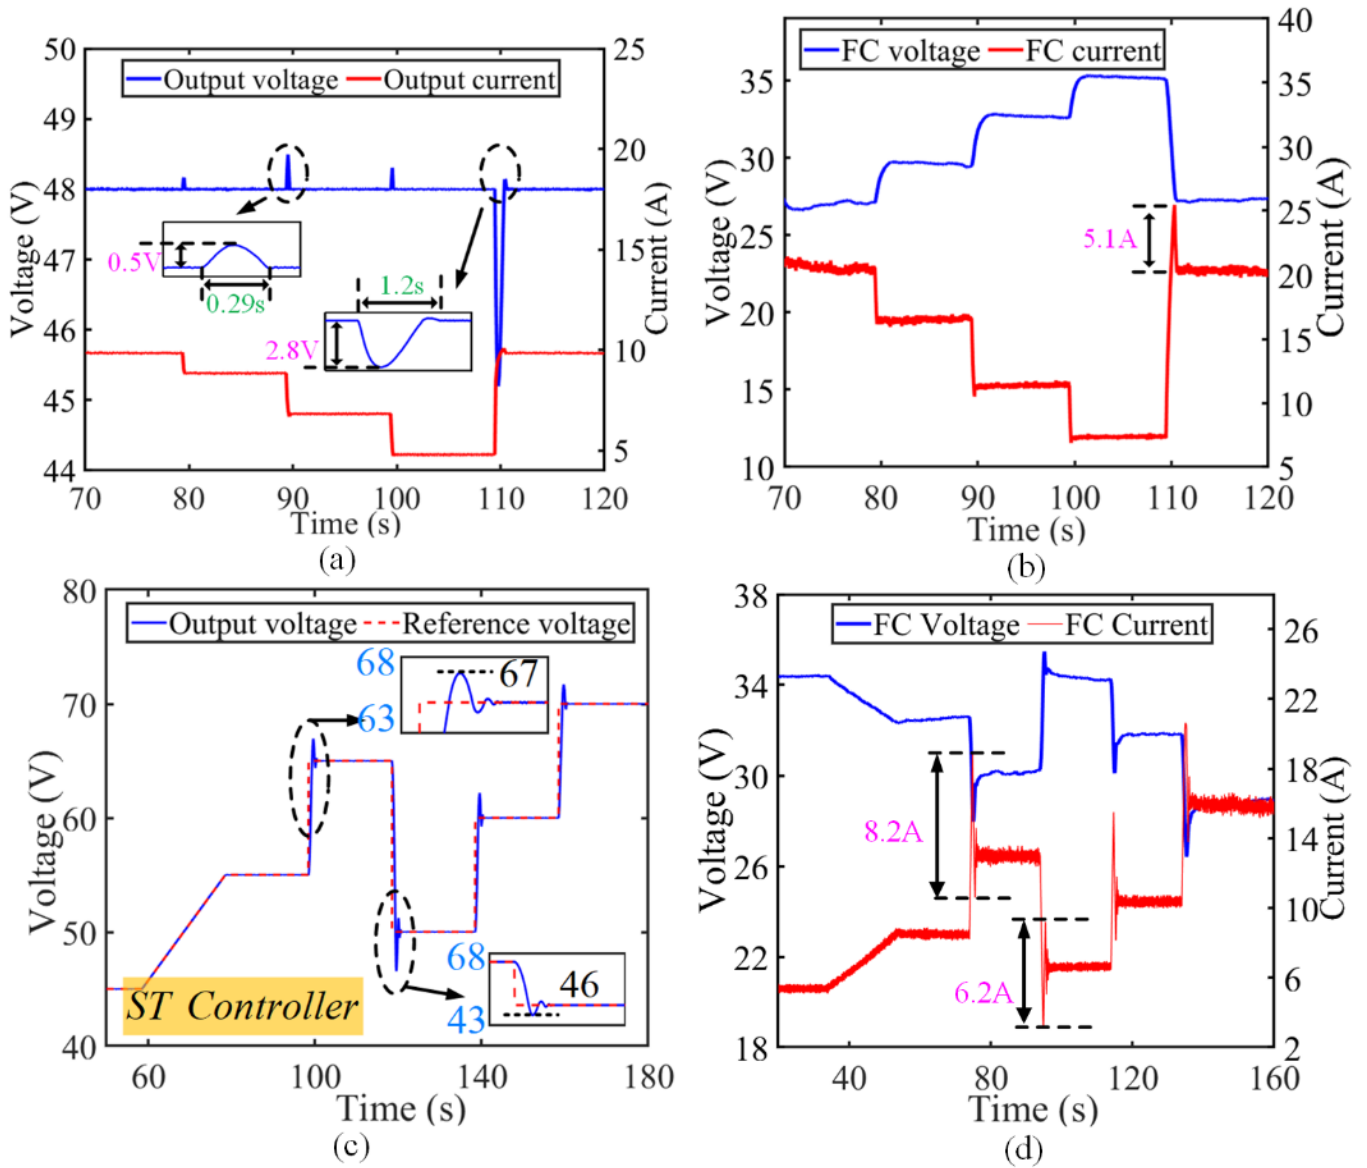 Output voltage Output current
Voltage (V)
50
49
48
47
46
45
44
25
20
15
10
5
Current (A)
0.5V
0.29s
1.2s
2.8V
70 80 90 100 110 120
Time (s)
(a)
FC voltage FC current
Voltage (V)
35
30
25
20
15
10
40
35
30
25
20
15
10
5
Current (A)
5.1A
70 80 90 100 110 120
Time (s)
(b)
Output voltage Reference voltage
Voltage (V)
80
70
60
50
40
68
67
63
68
46
43
ST Controller
60 100 140 180
Time (s)
(c)
FC Voltage FC Current
Voltage (V)
38
34
30
26
22
18
26
22
18
14
10
6
2
Current (A)
8.2A
6.2A
40 80 120 160
Time (s)
(d)